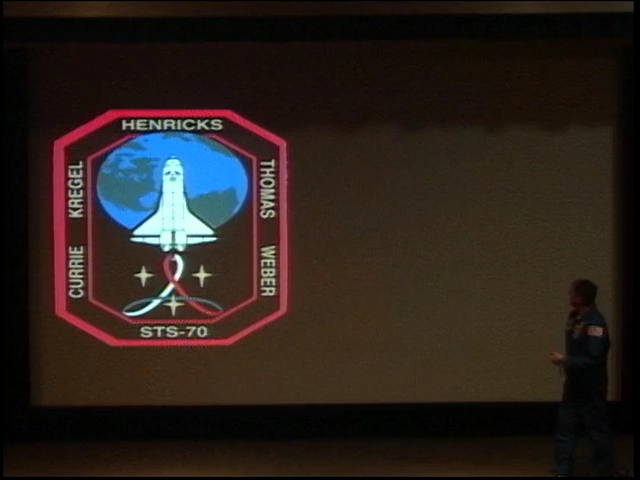 HENRICKS
KREGEL
CURRIE
THOMAS
WEBER
STS-70